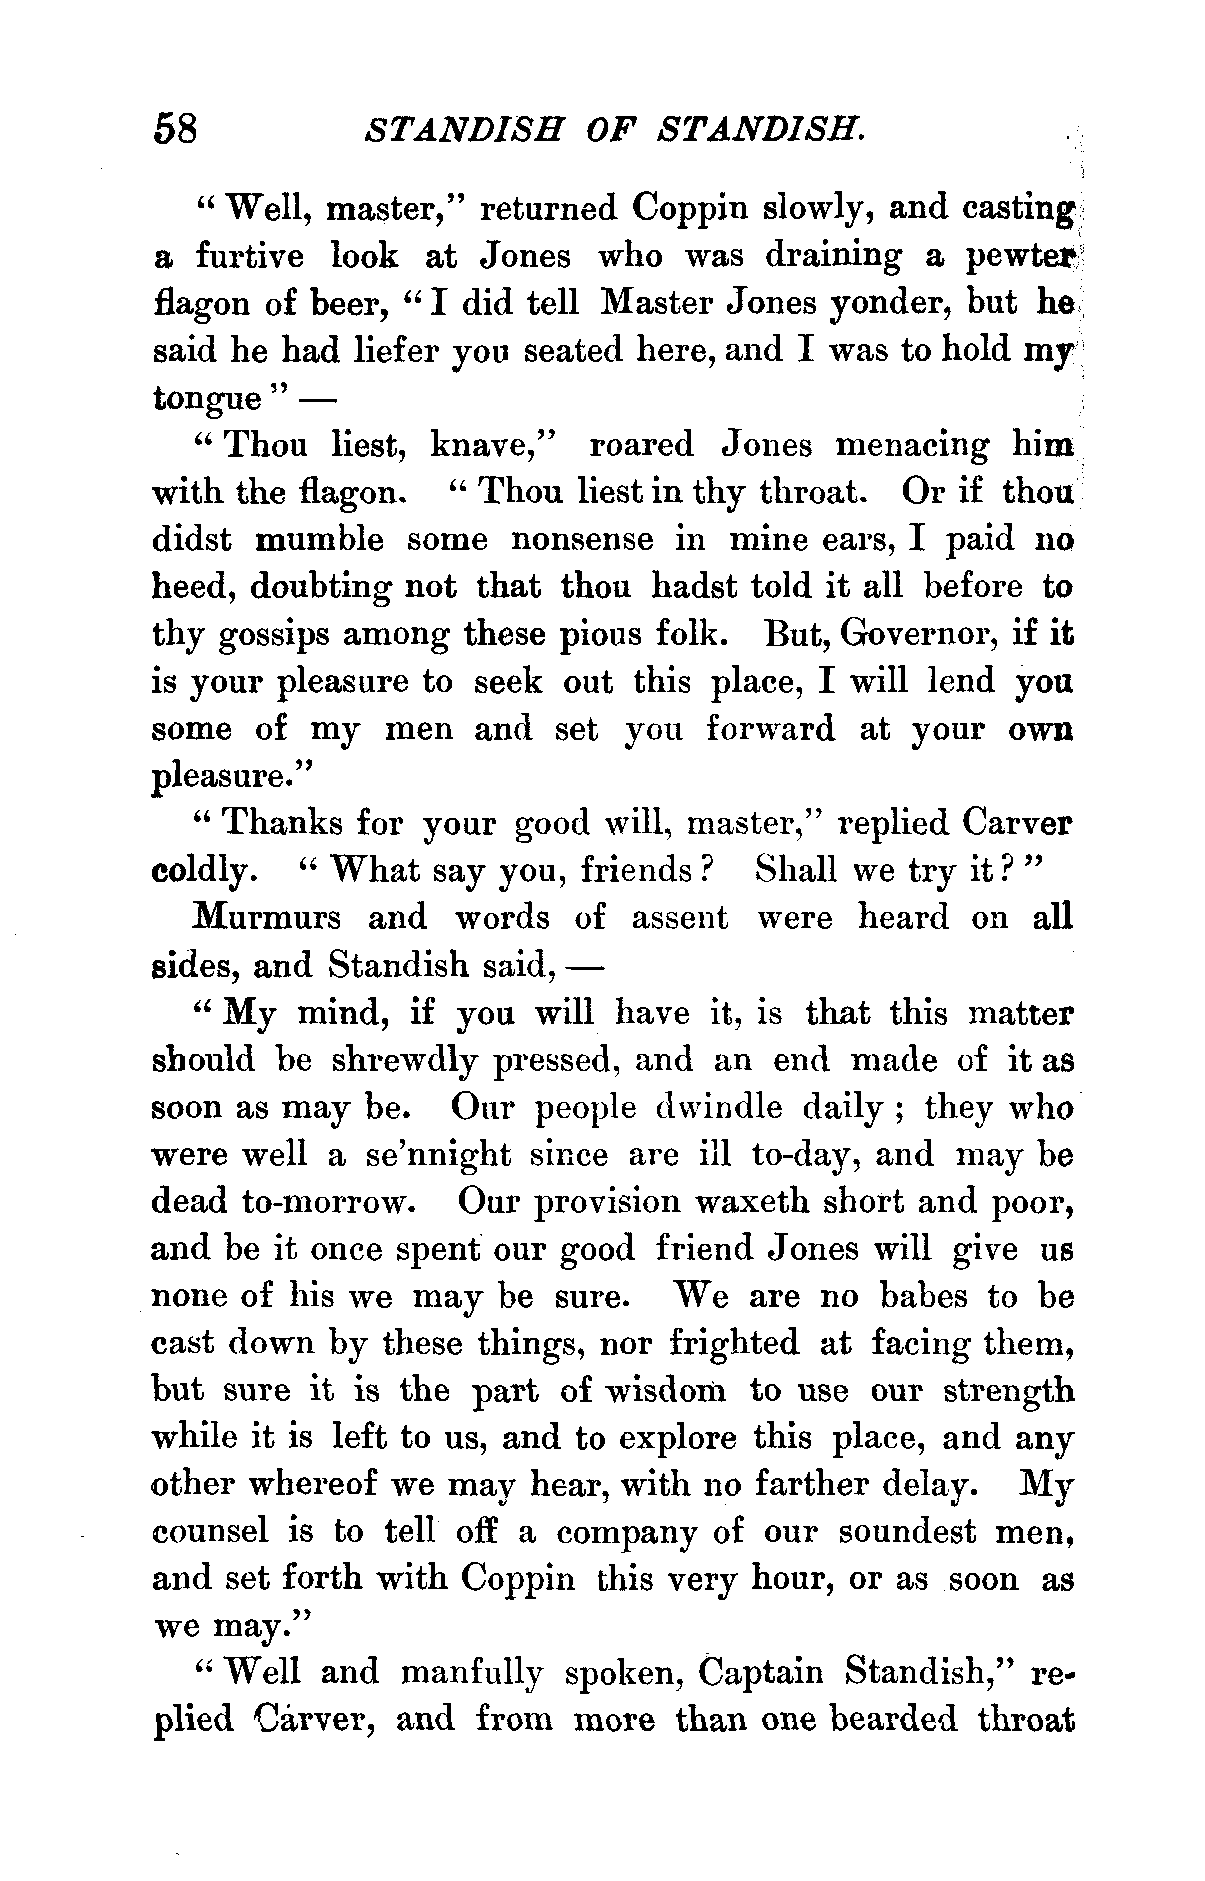 58 STANDISH OF STANDISH.
“ Well, master,” returned Coppin slowly, and casting
a furtive look at Jones who was draining a pewter
flagon of beer, “ I did tell Master Jones yonder, but he
said he had liefer you seated here, and I was to hold my
tongue ” —
“ Thou liest, knave,” roared Jones menacing him
with the flagon. “ Thou liest in thy throat. Or if thou
didst mumble some nonsense in mine ears, I paid no
heed, doubting not that thou hadst told it all before to
thy gossips among these pious folk. But, Governor, if it
is your pleasure to seek out this place, I will lend you
some of my men and set you forward at your own
pleasure.”
“ Thanks for your good will, master,” replied Carver
coldly. “ What say you, friends ? Shall we try it ? ”
Murmurs and words of assent were heard on all
sides, and Standish said, —
“ My mind, if you will have it, is that this matter
should be shrewdly pressed, and an end made of it as
soon as may be. Our people dwindle daily ; they who
were well a se’nnight since are ill to-day, and may be
dead to-morrow. Our provision waxeth short and poor,
and be it once spent our good friend Jones will give us
none of his we may be sure. We are no babes to be
cast down by these things, nor frighted at facing them,
but sure it is the part of wisdom to use our strength
while it is left to us, and to explore this place, and any
other whereof we may hear, with no farther delay. My
counsel is to tell off a company of our soundest men,
and set forth with Coppin this very hour, or as soon as
we may.”
“ Well and manfully spoken, Captain Standish,” re-
plied Carver, and from more than one bearded throat